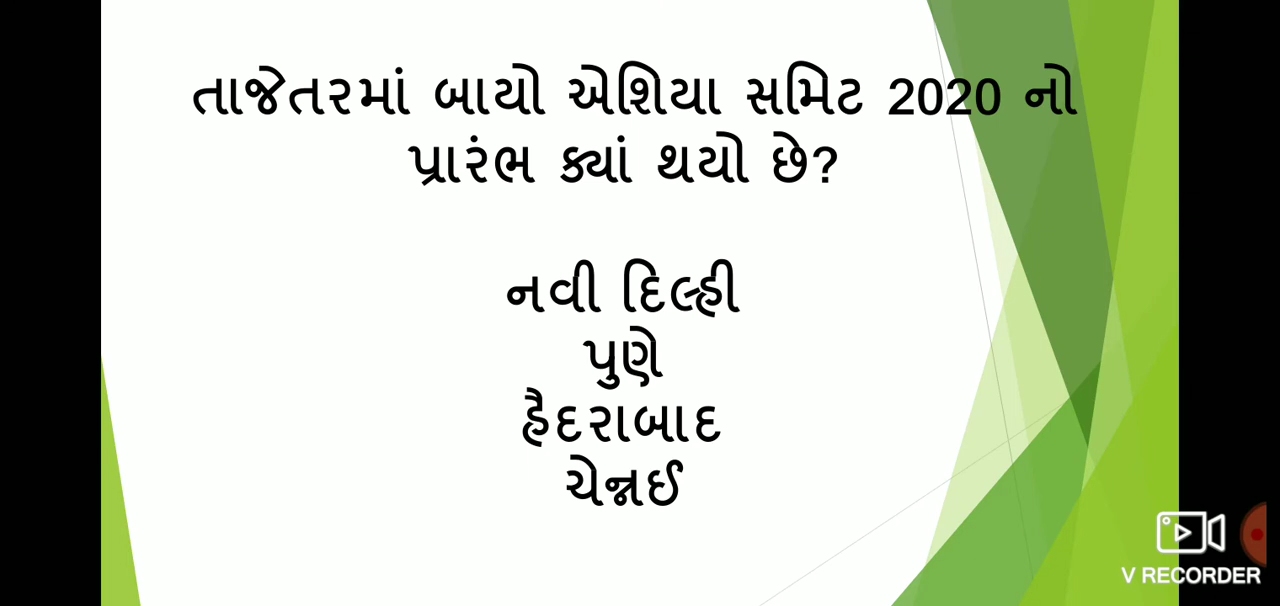 તાજેતરમાં બાયો એશિયા સમિટ 2020 નો
પ્રારંભ ક્યાં થયો છે?
નવી દિલ્હી
પુણે
હૈદરાબાદ
ચેન્નઈ
V RECORDER